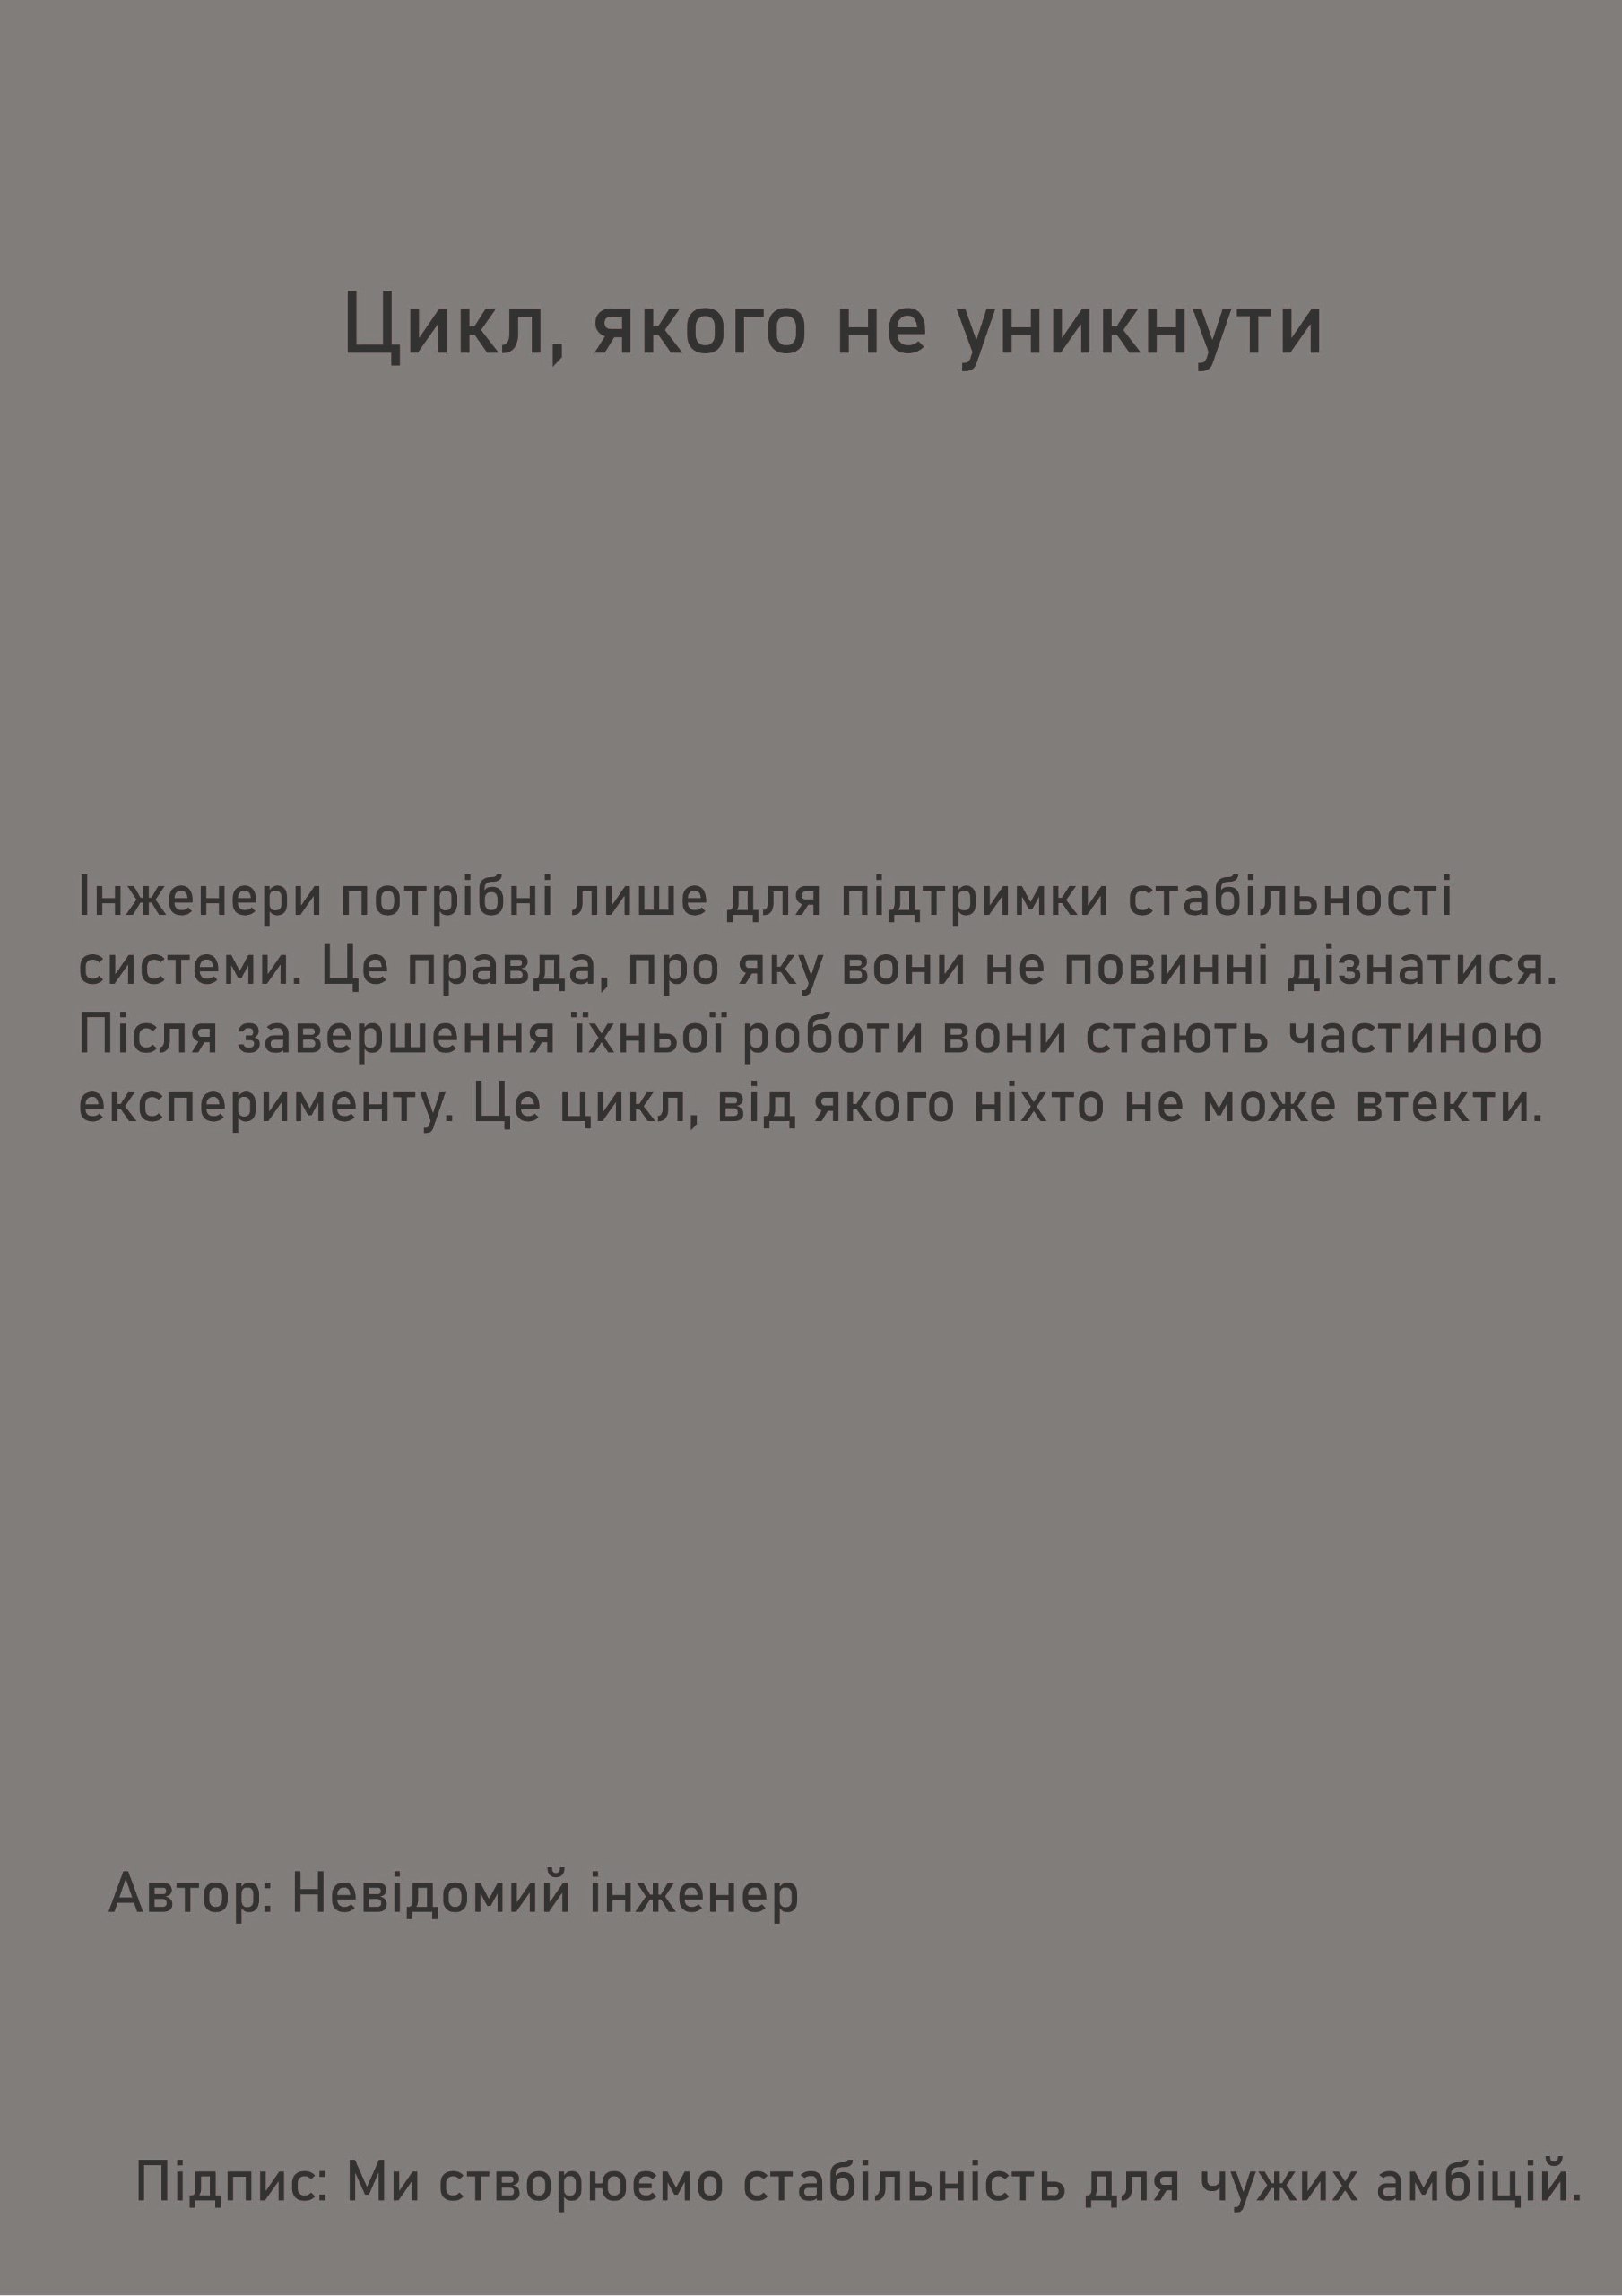 Цикл, якого не уникнути
Інженери потрібні лише для підтримки стабільності
системи. Це правда, про яку вони не повинні дізнатися.
Після завершення їхньої роботи вони стають частиною
експерименту. Це цикл, від якого ніхто не може втекти.
Автор: Невідомий інженер
Підпис: Ми створюємо стабільність для чужих амбіцій.